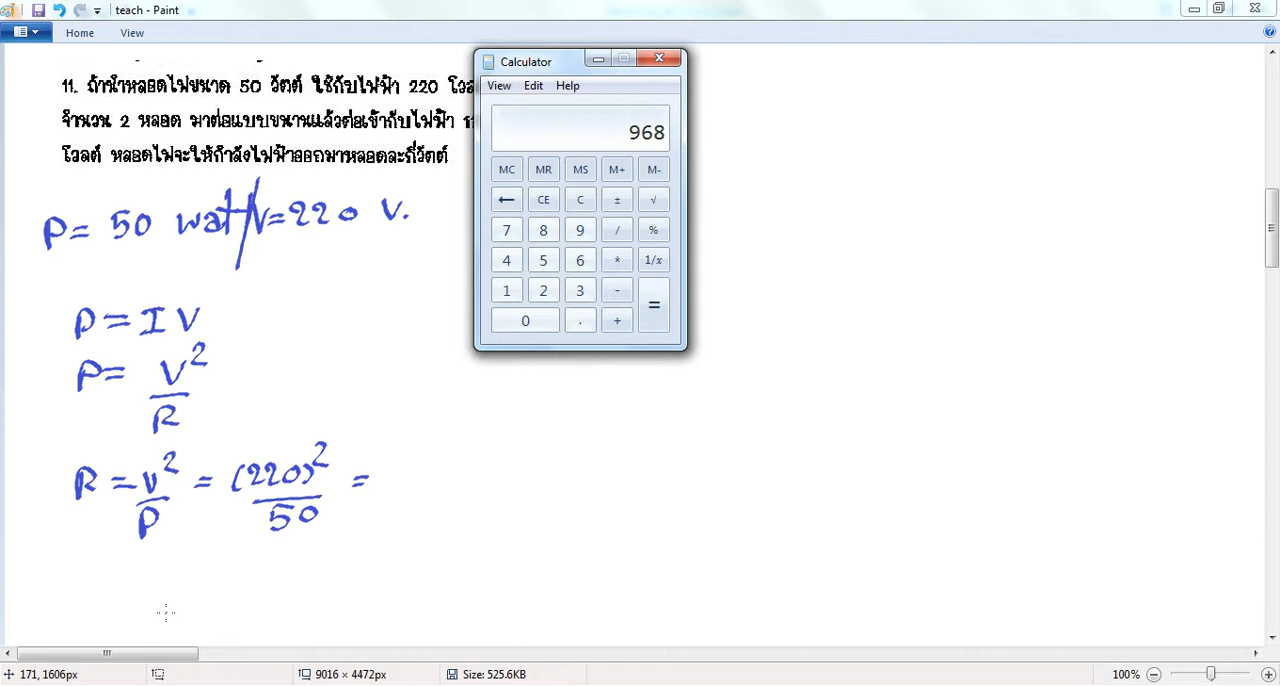 teach - Paint
Home View
11. ถ้านำหลอดไฟขนาด 50 วัตต์ ใช้กับไฟฟ้า 220
จำนวน 2 หลอด มาต่อแบบขนานแล้วต่อเข้ากับไฟฟ้า
โวลต์ หลอดไฟจะให้กำลังไฟฟ้าออกมาหลอดละกี่วัตต์
P= 50 watt/V=220 V.
P = I V
P= V²
R
R = V² = (220)² =
P 50
Calculator
View Edit Help
968
MC MR MS M+ M-
← CE C ± √
7 8 9 / %
4 5 6 * 1/x
1 2 3 - =
0 . +
171, 1606px 9016 × 4472px Size: 525.6KB 100%